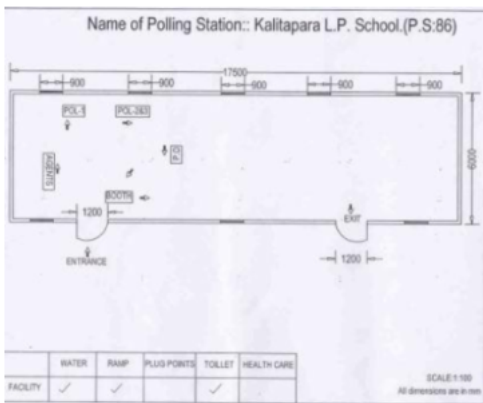 Name of Polling Station:: Kalitapara L.P. School.(P.S:86)
17500
900 900 900 900 900
POL-1 POL-2&3
P.O
AGENTS
6000
BOOTH
1200
EXIT
ENTRANCE
1200
WATER RAMP PLUG POINTS TOILLET HEALTH CARE
FACILITY ✓ ✓ ✓
SCALE:1:100
All dimensions are in mm